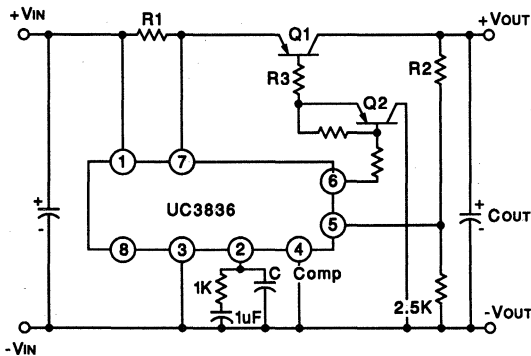 +VIN
R1
Q1
+VOUT
R3
R2
Q2
1
7
6
UC3836
5
+
-
+
-
COUT
8
3
2
4
C
Comp
1K
1uF
2.5K
-VIN
-VOUT